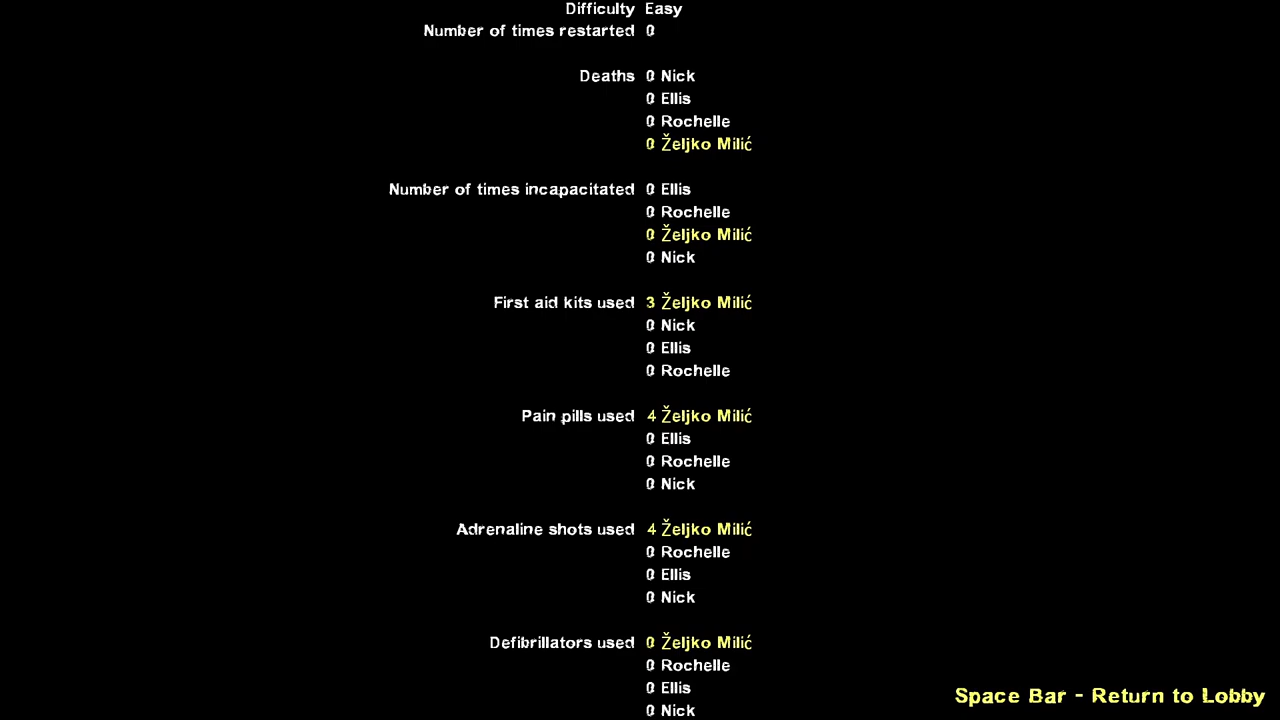 Difficulty Easy
Number of times restarted 0
Deaths 0 Nick
0 Ellis
0 Rochelle
0 Željko Milić
Number of times incapacitated 0 Ellis
0 Rochelle
0 Željko Milić
0 Nick
First aid kits used 3 Željko Milić
0 Nick
0 Ellis
0 Rochelle
Pain pills used 4 Željko Milić
0 Ellis
0 Rochelle
0 Nick
Adrenaline shots used 4 Željko Milić
0 Rochelle
0 Ellis
0 Nick
Defibrillators used 0 Željko Milić
0 Rochelle
0 Ellis
0 Nick
Space Bar - Return to Lobby